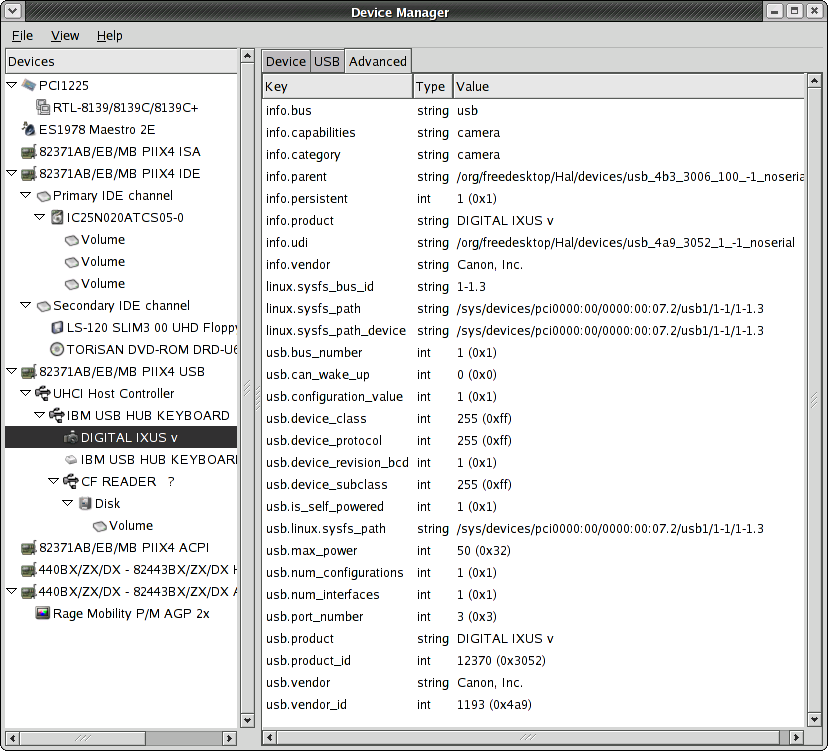 Device Manager
File View Help
Devices
PCI1225
RTL-8139/8139C/8139C+
ES1978 Maestro 2E
82371AB/EB/MB PIIX4 ISA
82371AB/EB/MB PIIX4 IDE
Primary IDE channel
IC25N020ATCS05-0
Volume
Volume
Volume
Secondary IDE channel
LS-120 SLIM3 00 UHD Floppy
TORiSAN DVD-ROM DRD-U6
82371AB/EB/MB PIIX4 USB
UHCI Host Controller
IBM USB HUB KEYBOARD
DIGITAL IXUS v
IBM USB HUB KEYBOARD
CF READER ?
Disk
Volume
82371AB/EB/MB PIIX4 ACPI
440BX/ZX/DX - 82443BX/ZX/DX H
440BX/ZX/DX - 82443BX/ZX/DX A
Rage Mobility P/M AGP 2x
Device USB Advanced
Key Type Value
info.bus string usb
info.capabilities string camera
info.category string camera
info.parent string /org/freedesktop/Hal/devices/usb_4b3_3006_100_-1_noseria
info.persistent int 1 (0x1)
info.product string DIGITAL IXUS v
info.udi string /org/freedesktop/Hal/devices/usb_4a9_3052_1_-1_noserial
info.vendor string Canon, Inc.
linux.sysfs_bus_id string 1-1.3
linux.sysfs_path string /sys/devices/pci0000:00/0000:00:07.2/usb1/1-1/1-1.3
linux.sysfs_path_device string /sys/devices/pci0000:00/0000:00:07.2/usb1/1-1/1-1.3
usb.bus_number int 1 (0x1)
usb.can_wake_up int 0 (0x0)
usb.configuration_value int 1 (0x1)
usb.device_class int 255 (0xff)
usb.device_protocol int 255 (0xff)
usb.device_revision_bcd int 1 (0x1)
usb.device_subclass int 255 (0xff)
usb.is_self_powered int 1 (0x1)
usb.linux.sysfs_path string /sys/devices/pci0000:00/0000:00:07.2/usb1/1-1/1-1.3
usb.max_power int 50 (0x32)
usb.num_configurations int 1 (0x1)
usb.num_interfaces int 1 (0x1)
usb.port_number int 3 (0x3)
usb.product string DIGITAL IXUS v
usb.product_id int 12370 (0x3052)
usb.vendor string Canon, Inc.
usb.vendor_id int 1193 (0x4a9)